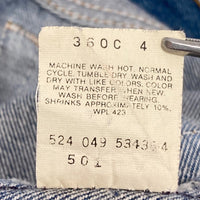 360C 4
MACHINE WASH HOT. NORMAL
CYCLE. TUMBLE DRY. WASH AND
DRY WITH LIKE COLORS. COLOR
MAY TRANSFER WHEN NEW.
WASH BEFORE WEARING.
SHRINKS APPROXIMATELY 10%.
WPL 423
524 049 534364
501